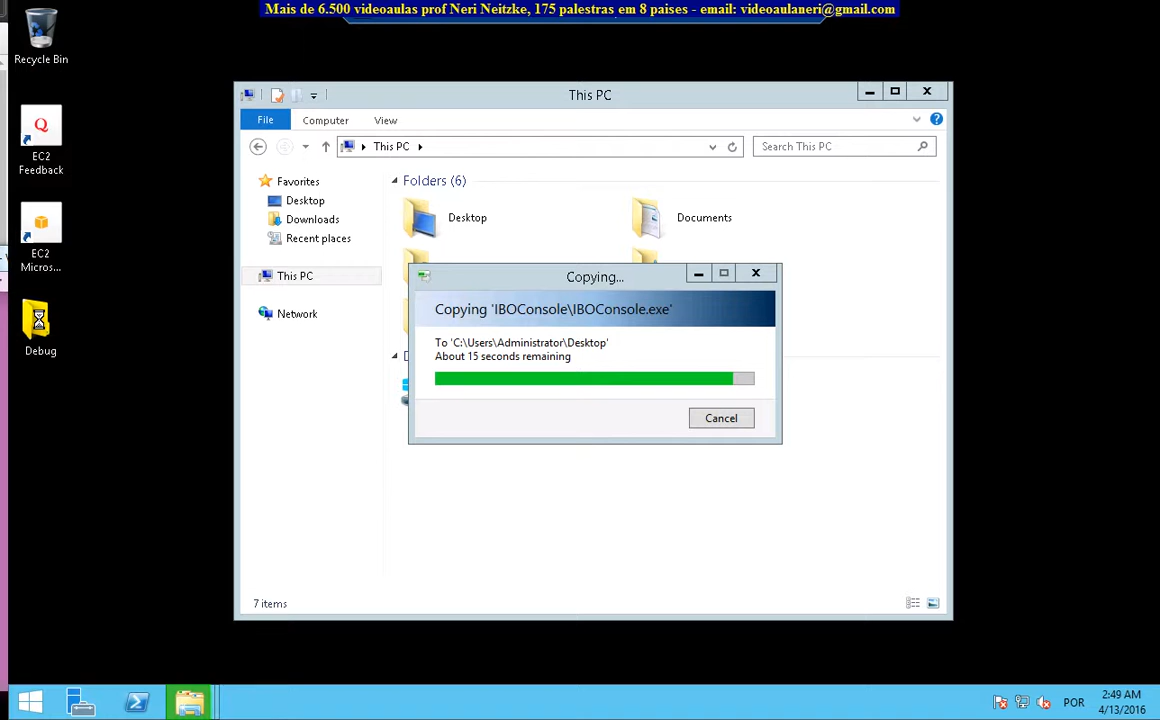 Mais de 6.500 videoaulas prof Neri Neitzke, 175 palestras em 8 paises - email: videoaulaneri@gmail.com
Recycle Bin
EC2
Feedback
EC2
Micros...
Debug
This PC
File
Computer
View
This PC
Search This PC
Favorites
Desktop
Downloads
Recent places
This PC
Network
Folders (6)
Desktop
Documents
Copying...
Copying 'IBOConsole\IBOConsole.exe'
To 'C:\Users\Administrator\Desktop'
About 15 seconds remaining
Cancel
7 items
POR
2:49 AM
4/13/2016